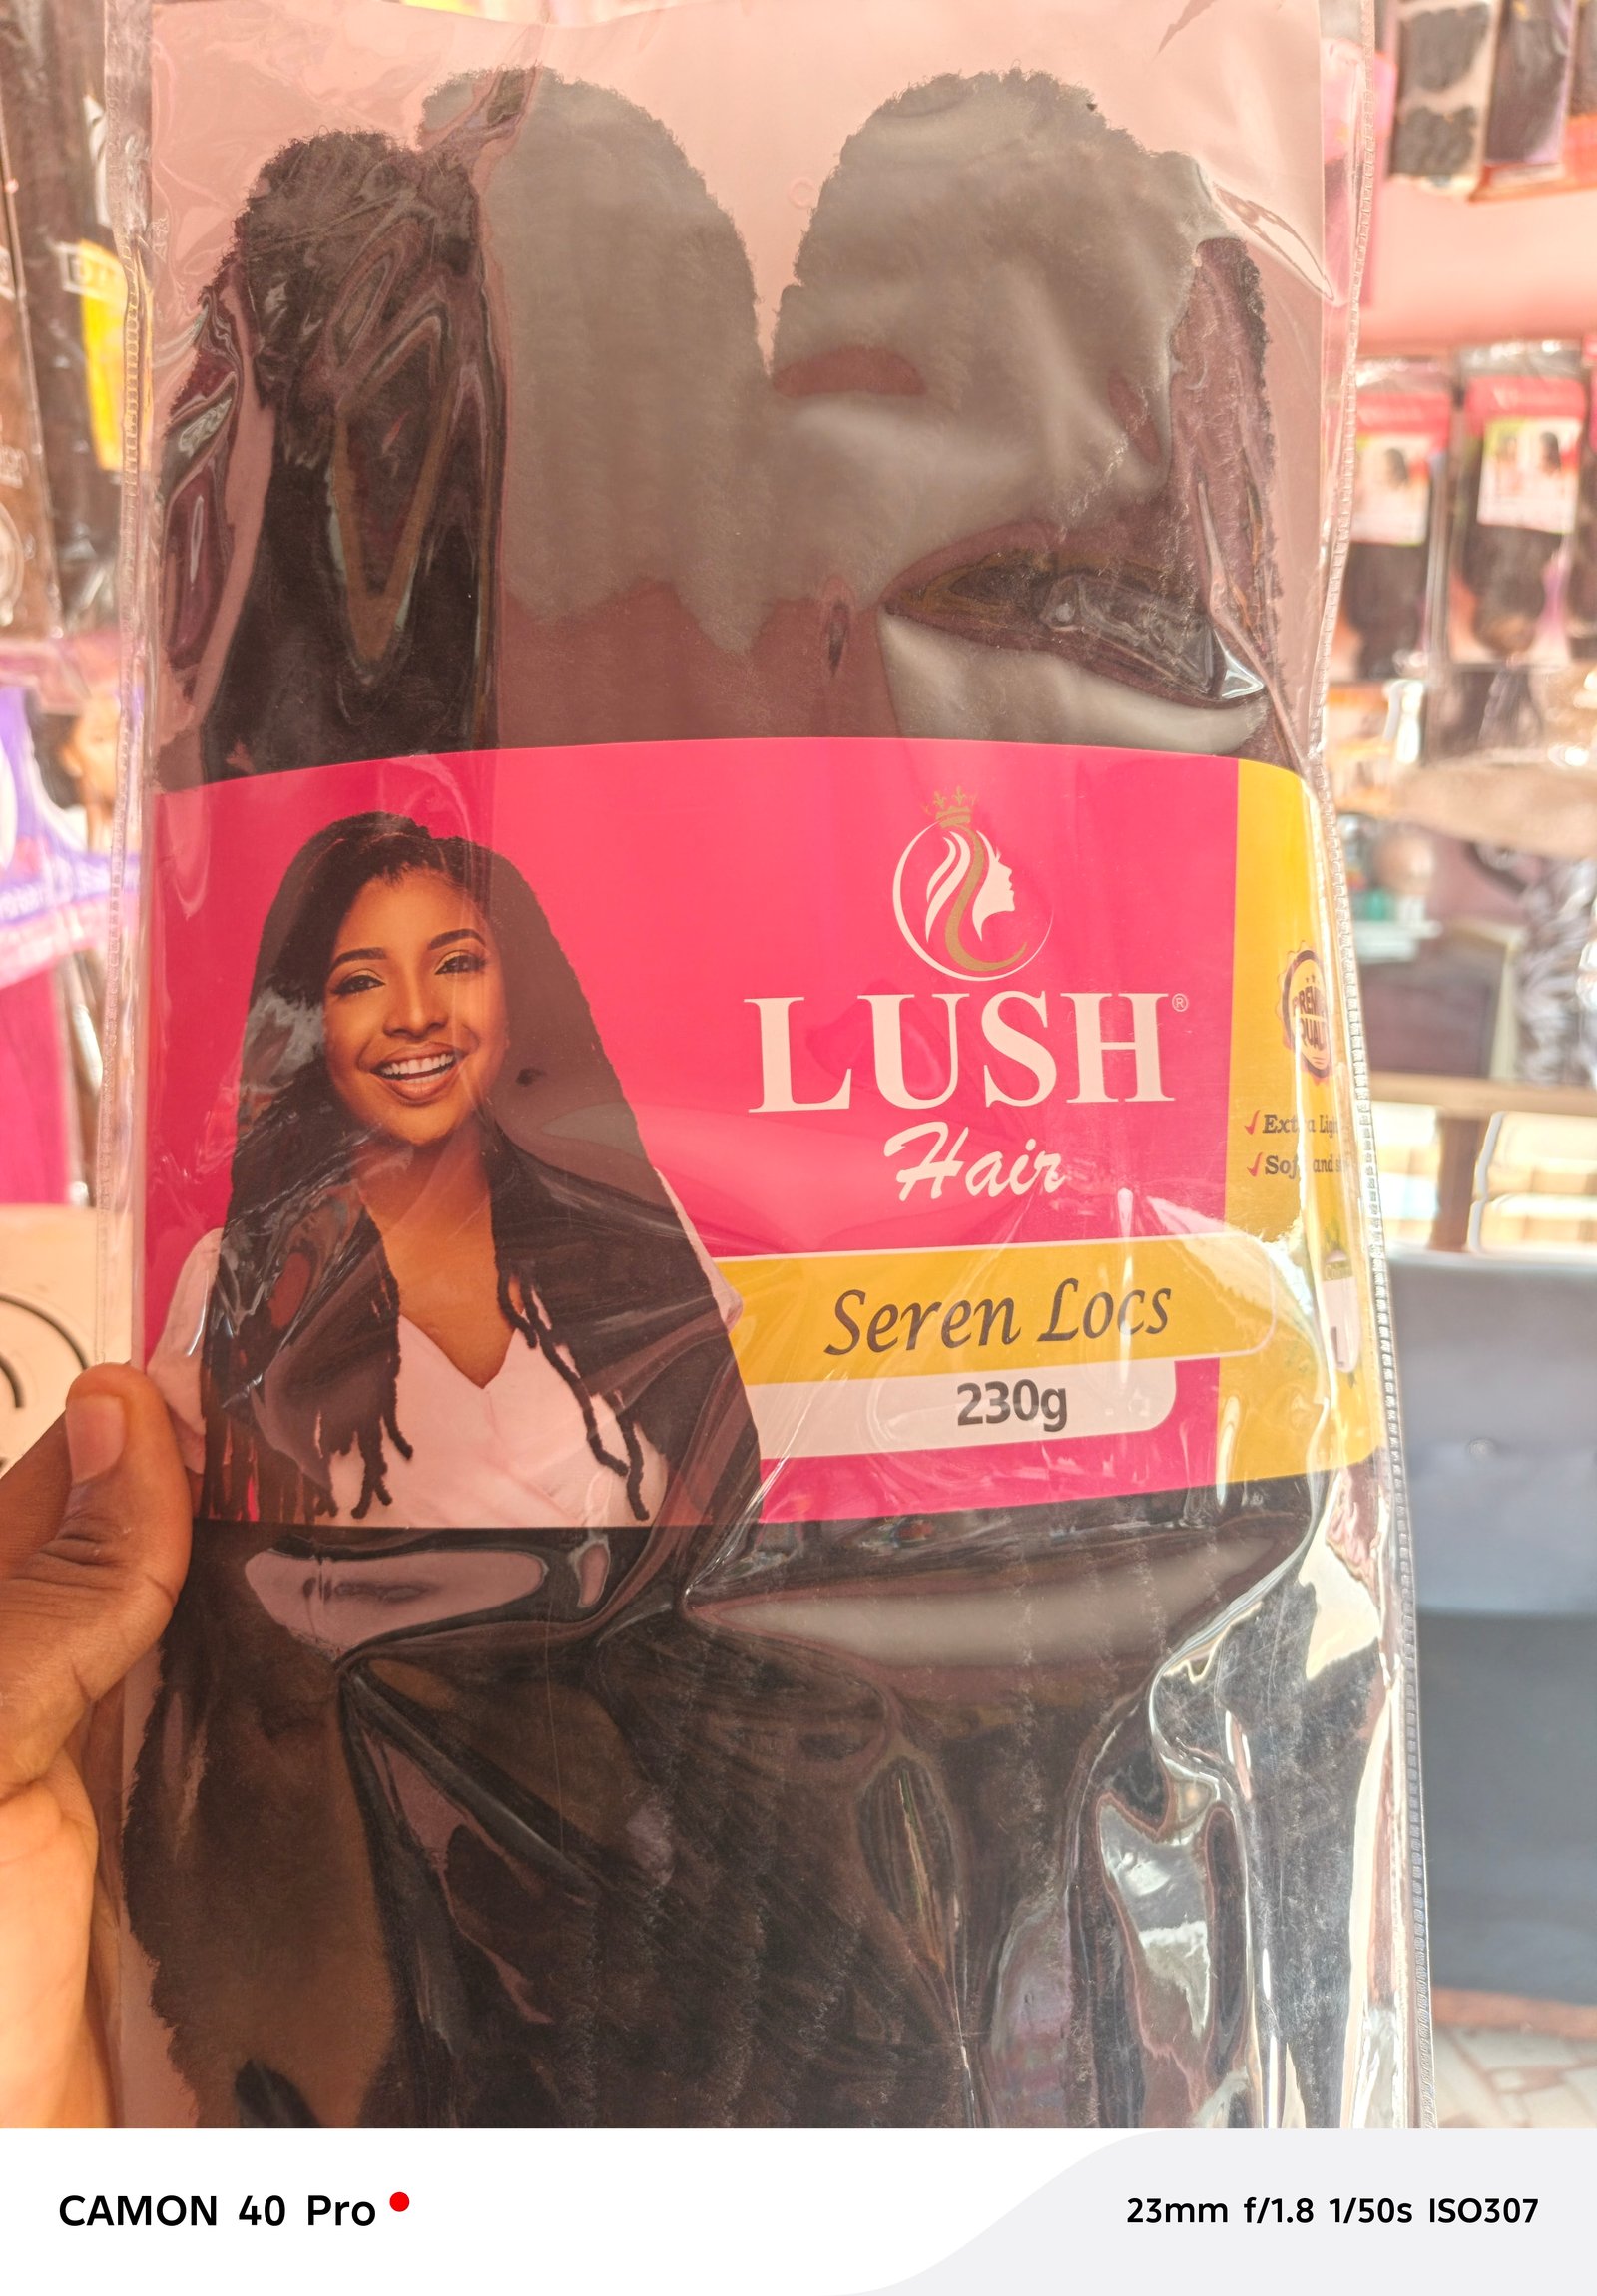 LUSH®
Hair
Seren Locs
230g
CAMON 40 Pro
23mm f/1.8 1/50s ISO307